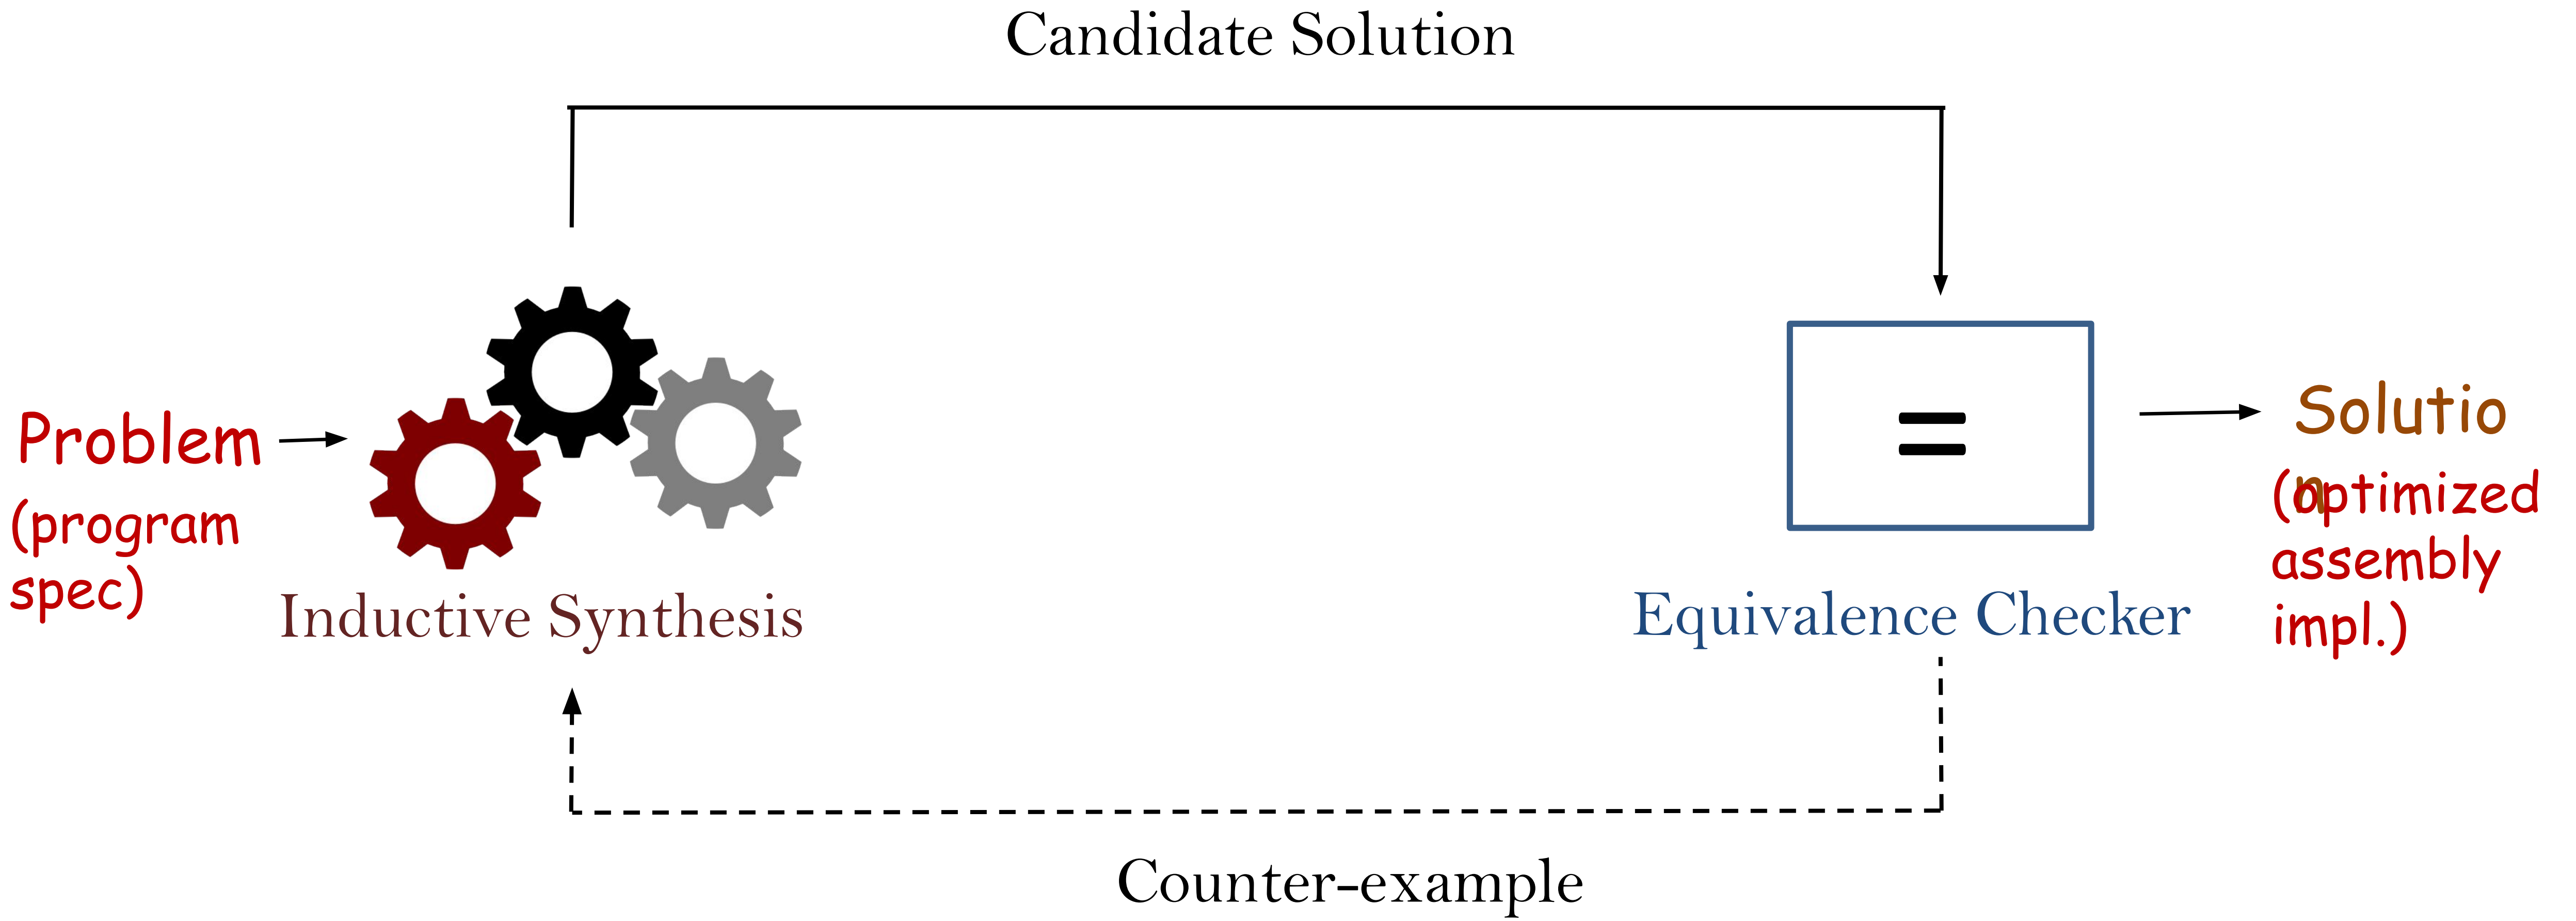 Candidate Solution
Problem
(program
spec)
Inductive Synthesis
=
Equivalence Checker
Solutio
n
(optimized
assembly
impl.)
Counter-example